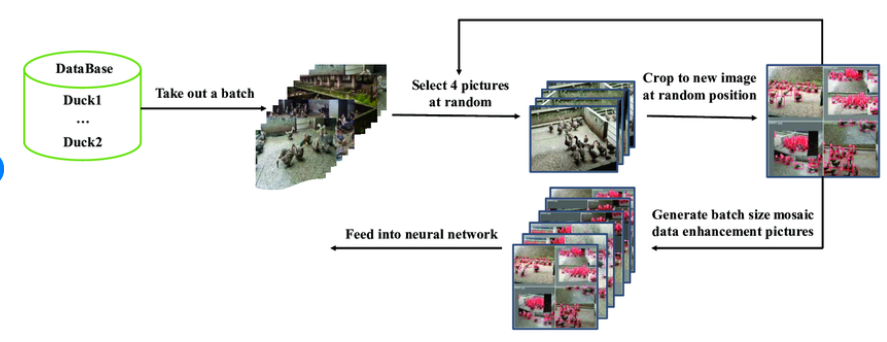 DataBase
Duck1
...
Duck2
Take out a batch
Select 4 pictures
at random
Crop to new image
at random position
Generate batch size mosaic
data enhancement pictures
Feed into neural network